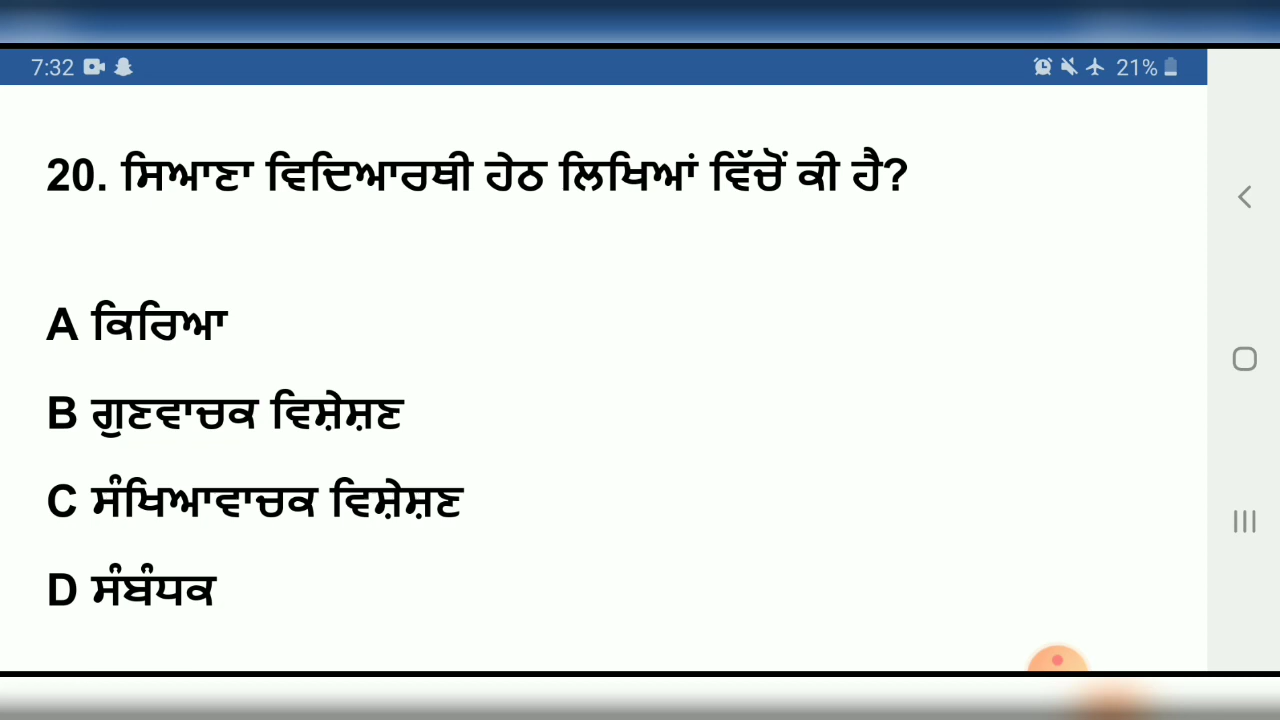 7:32 21%
20. ਸਿਆਣਾ ਵਿਦਿਆਰਥੀ ਹੇਠ ਲਿਖਿਆਂ ਵਿੱਚੋਂ ਕੀ ਹੈ?
A ਕਿਰਿਆ
B ਗੁਣਵਾਚਕ ਵਿਸ਼ੇਸ਼ਣ
C ਸੰਖਿਆਵਾਚਕ ਵਿਸ਼ੇਸ਼ਣ
D ਸੰਬੰਧਕ